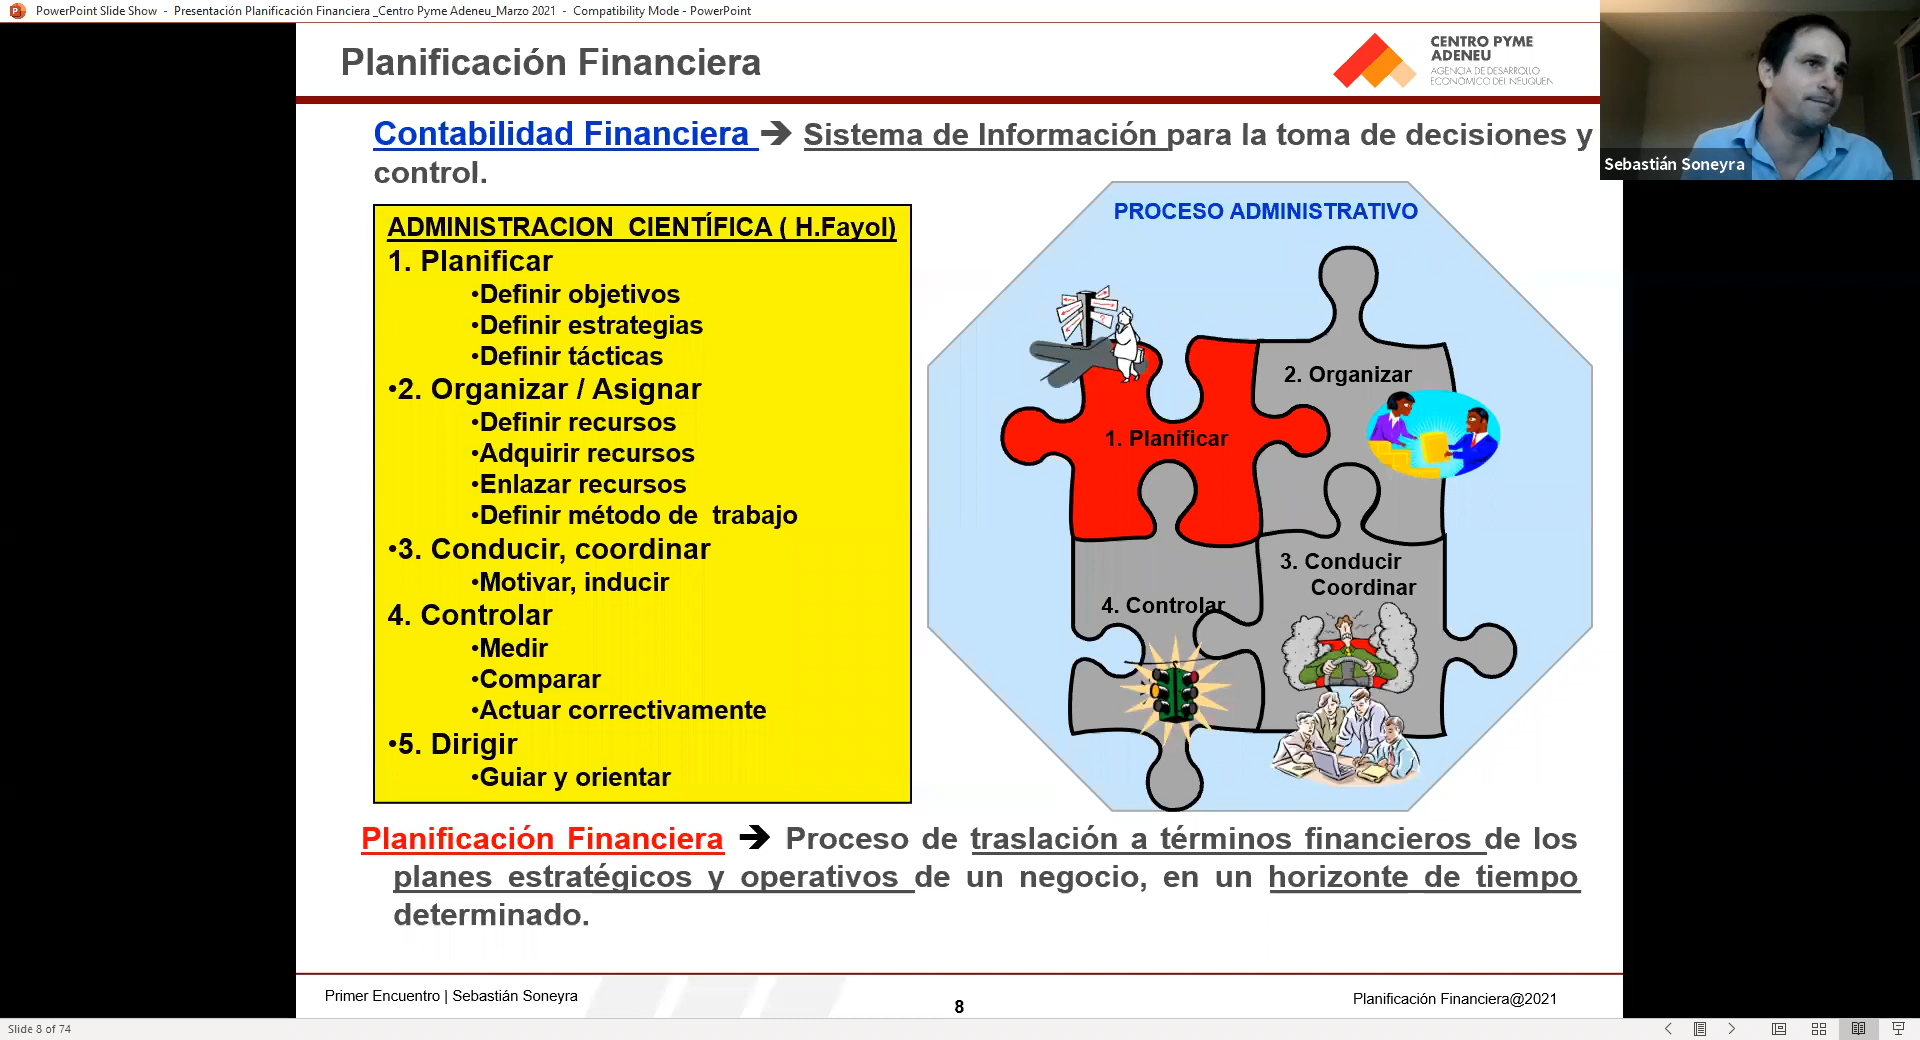 PowerPoint Slide Show - Presentación Planificación Financiera _Centro Pyme Adeneu_Marzo 2021 - Compatibility Mode - PowerPoint
Planificación Financiera
CENTRO PYME
ADENEU
AGENCIA DE DESARROLLO
ECONOMICO DEL NEUQUEN
Sebastián Soneyra
Contabilidad Financiera ➔ Sistema de Información para la toma de decisiones y
control.
ADMINISTRACION CIENTÍFICA ( H.Fayol)
1. Planificar
•Definir objetivos
•Definir estrategias
•Definir tácticas
•2. Organizar / Asignar
•Definir recursos
•Adquirir recursos
•Enlazar recursos
•Definir método de trabajo
•3. Conducir, coordinar
•Motivar, inducir
4. Controlar
•Medir
•Comparar
•Actuar correctivamente
•5. Dirigir
•Guiar y orientar
PROCESO ADMINISTRATIVO
1. Planificar
2. Organizar
3. Conducir
Coordinar
4. Controlar
Planificación Financiera ➔ Proceso de traslación a términos financieros de los
planes estratégicos y operativos de un negocio, en un horizonte de tiempo
determinado.
Primer Encuentro | Sebastián Soneyra
8
Planificación Financiera@2021
Slide 8 of 74